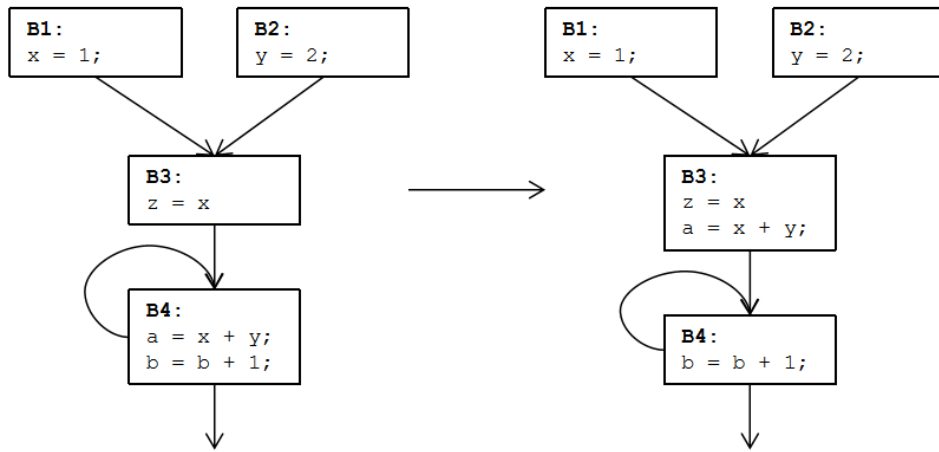 B1:
x = 1;
B2:
y = 2;
B3:
z = x
B4:
a = x + y;
b = b + 1;
B1:
x = 1;
B2:
y = 2;
B3:
z = x
a = x + y;
B4:
b = b + 1;